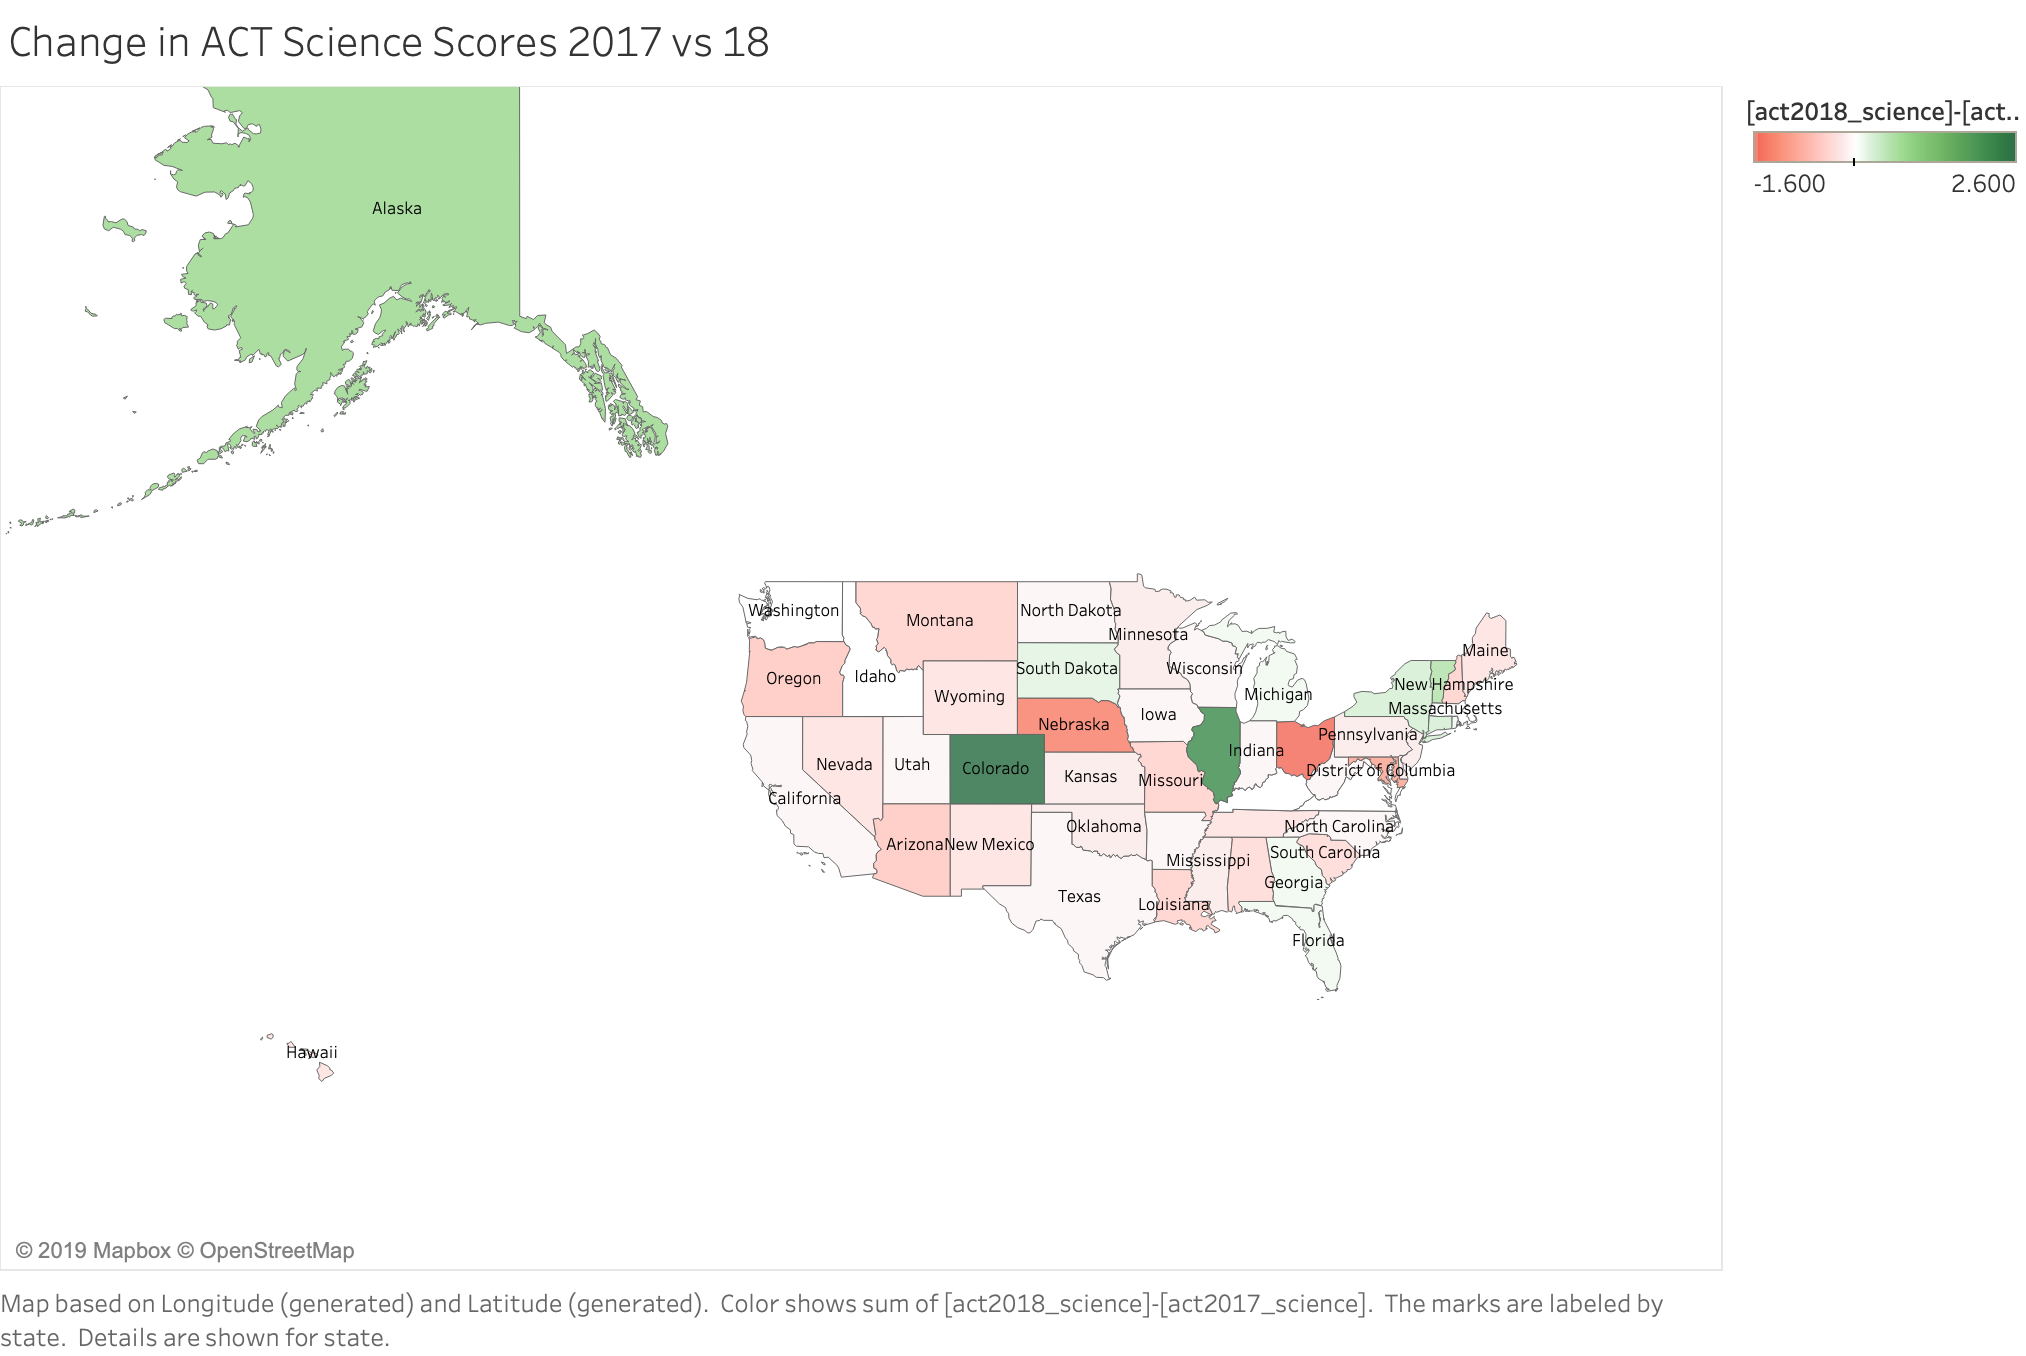 Change in ACT Science Scores 2017 vs 18
[act2018_science]-[act..
-1.600 2.600
Alaska
Washington
Montana
North Dakota
Minnesota
Maine
Oregon
Idaho
South Dakota
Wisconsin
Michigan
New Hampshire
Wyoming
Nebraska
Iowa
Massachusetts
Pennsylvania
Nevada
Utah
Colorado
Kansas
Missouri
Indiana
District of Columbia
California
Arizona
New Mexico
Oklahoma
Mississippi
North Carolina
South Carolina
Georgia
Texas
Louisiana
Florida
Hawaii
© 2019 Mapbox © OpenStreetMap
Map based on Longitude (generated) and Latitude (generated). Color shows sum of [act2018_science]-[act2017_science]. The marks are labeled by
state. Details are shown for state.